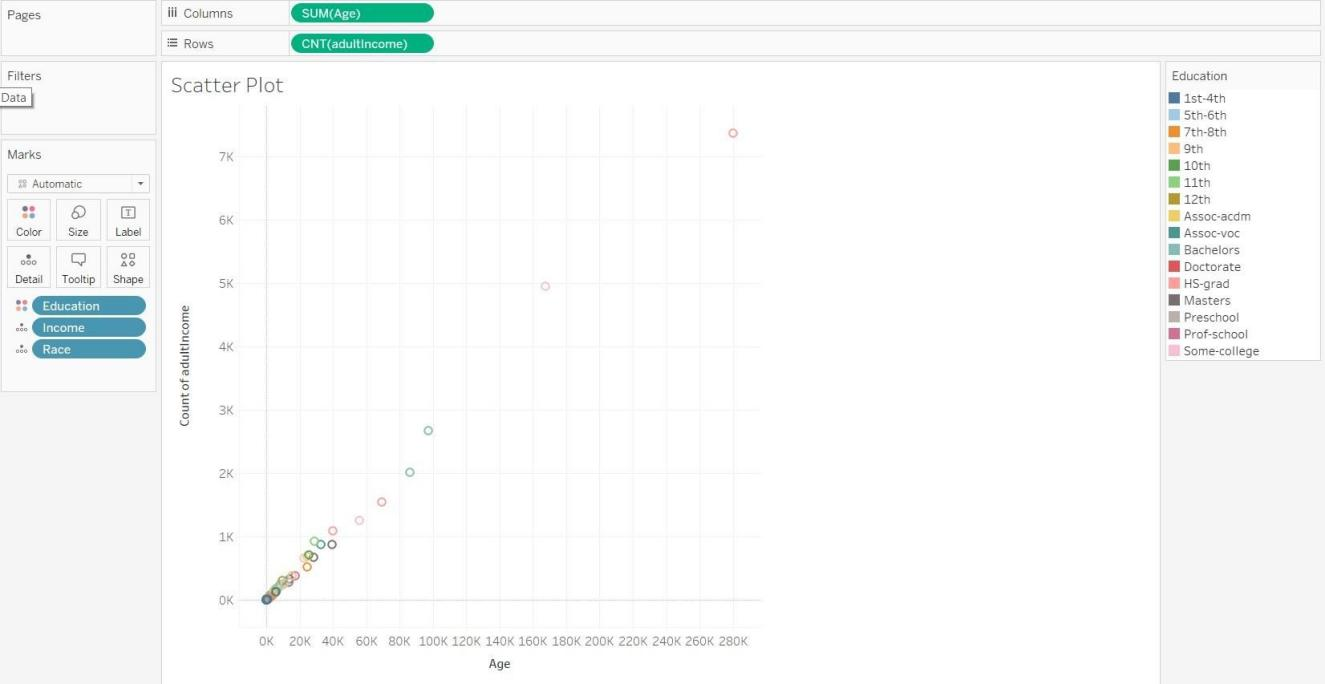 Pages
iii Columns SUM(Age)
Rows CNT(adultIncome)
Filters
Data
Marks
Automatic
Color Size Label
Detail Tooltip Shape
Education
Income
Race
Scatter Plot
Count of adultIncome
7K
6K
5K
4K
3K
2K
1K
0K
0K 20K 40K 60K 80K 100K 120K 140K 160K 180K 200K 220K 240K 260K 280K
Age
Education
1st-4th
5th-6th
7th-8th
9th
10th
11th
12th
Assoc-acdm
Assoc-voc
Bachelors
Doctorate
HS-grad
Masters
Preschool
Prof-school
Some-college